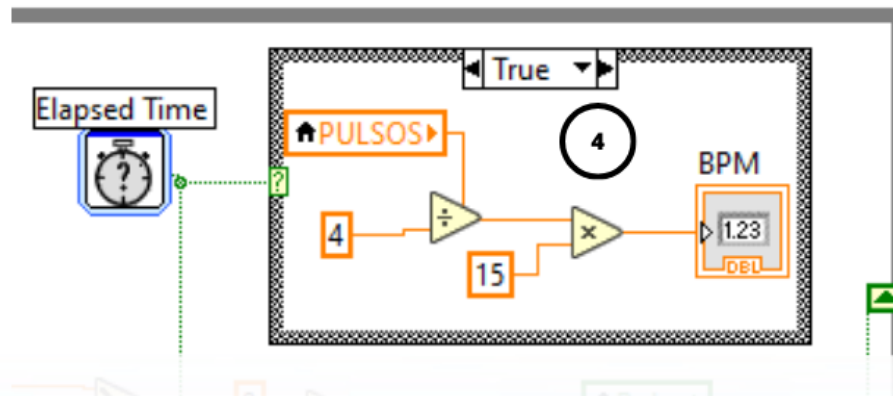 True
Elapsed Time
PULSOS
4
BPM
?
?
÷
4
×
1.23
DBL
15